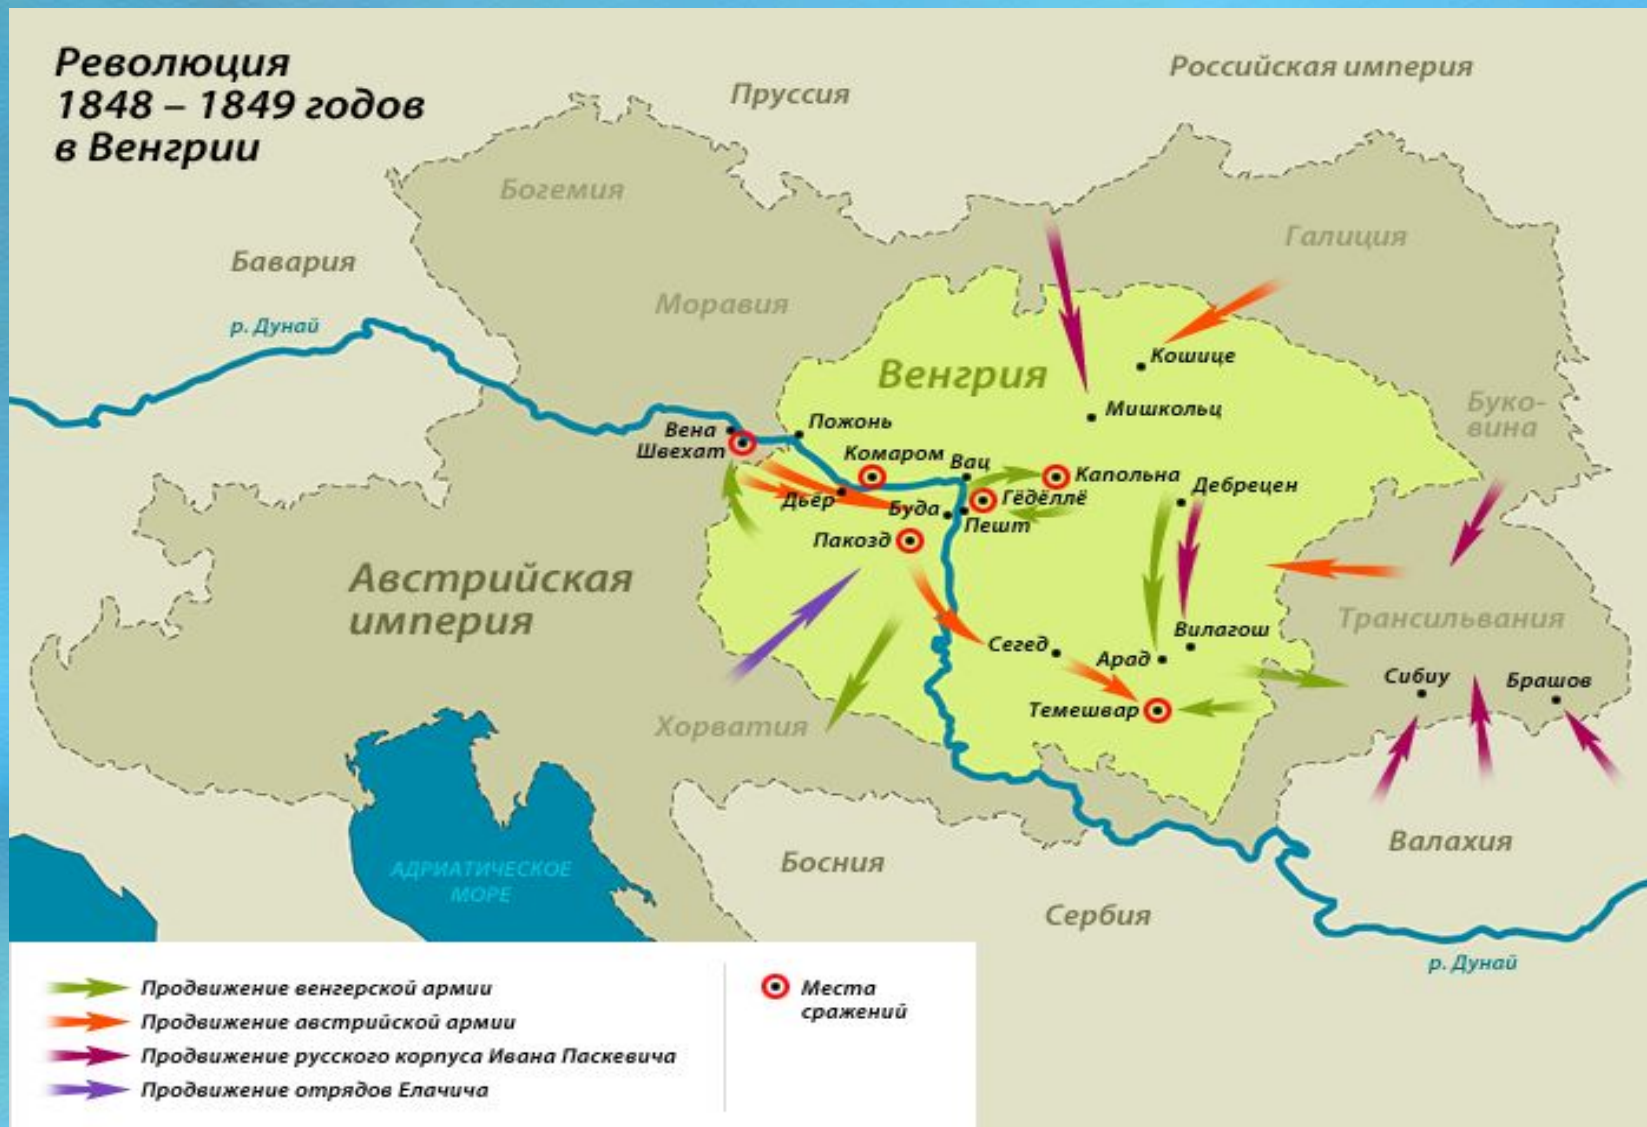 Революция
1848 – 1849 годов
в Венгрии
Российская империя
Пруссия
Богемия
Галиция
Бавария
Моравия
р. Дунай
Кошице
Венгрия
Буко-
вина
Мишкольц
Пожонь
Вена
Швехат
Комаром
Вац
Капольна
Дебрецен
Дьёр
Гёдёллё
Буда
Пешт
Пакозд
Австрийская
империя
Трансильвания
Вилагош
Сегед
Арад
Сибиу
Брашов
Темешвар
Хорватия
Валахия
Босния
АДРИАТИЧЕСКОЕ
МОРЕ
Сербия
р. Дунай
Продвижение венгерской армии
Продвижение австрийской армии
Продвижение русского корпуса Ивана Паскевича
Продвижение отрядов Елачича
Места
сражений